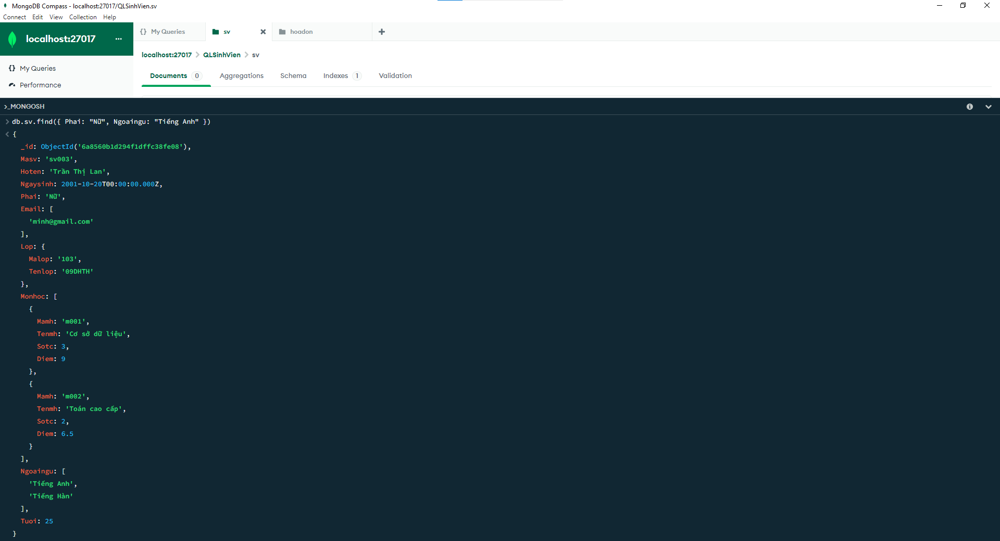 MongoDB Compass - localhost:27017/QLSinhVien.sv
Connect Edit View Collection Help
localhost:27017 ...
{} My Queries
sv
hoadon
localhost:27017 > QLSinhVien > sv
{} My Queries
Performance
Documents 0 Aggregations Schema Indexes 1 Validation
>_MONGOSH
> db.sv.find({ Phai: "Nữ", Ngoaingu: "Tiếng Anh" })
< {
_id: ObjectId('6a8560b1d294f1dffc38fe08'),
Masv: 'sv003',
Hoten: 'Trần Thị Lan',
Ngaysinh: 2001-10-20T00:00:00.000Z,
Phai: 'Nữ',
Email: [
'minh@gmail.com'
],
Lop: {
Malop: '103',
Tenlop: '09DHTH'
},
Monhoc: [
{
Mamh: 'm001',
Tenmh: 'Cơ sở dữ liệu',
Sotc: 3,
Diem: 9
},
{
Mamh: 'm002',
Tenmh: 'Toán cao cấp',
Sotc: 2,
Diem: 6.5
}
],
Ngoaingu: [
'Tiếng Anh',
'Tiếng Hàn'
],
Tuoi: 25
}